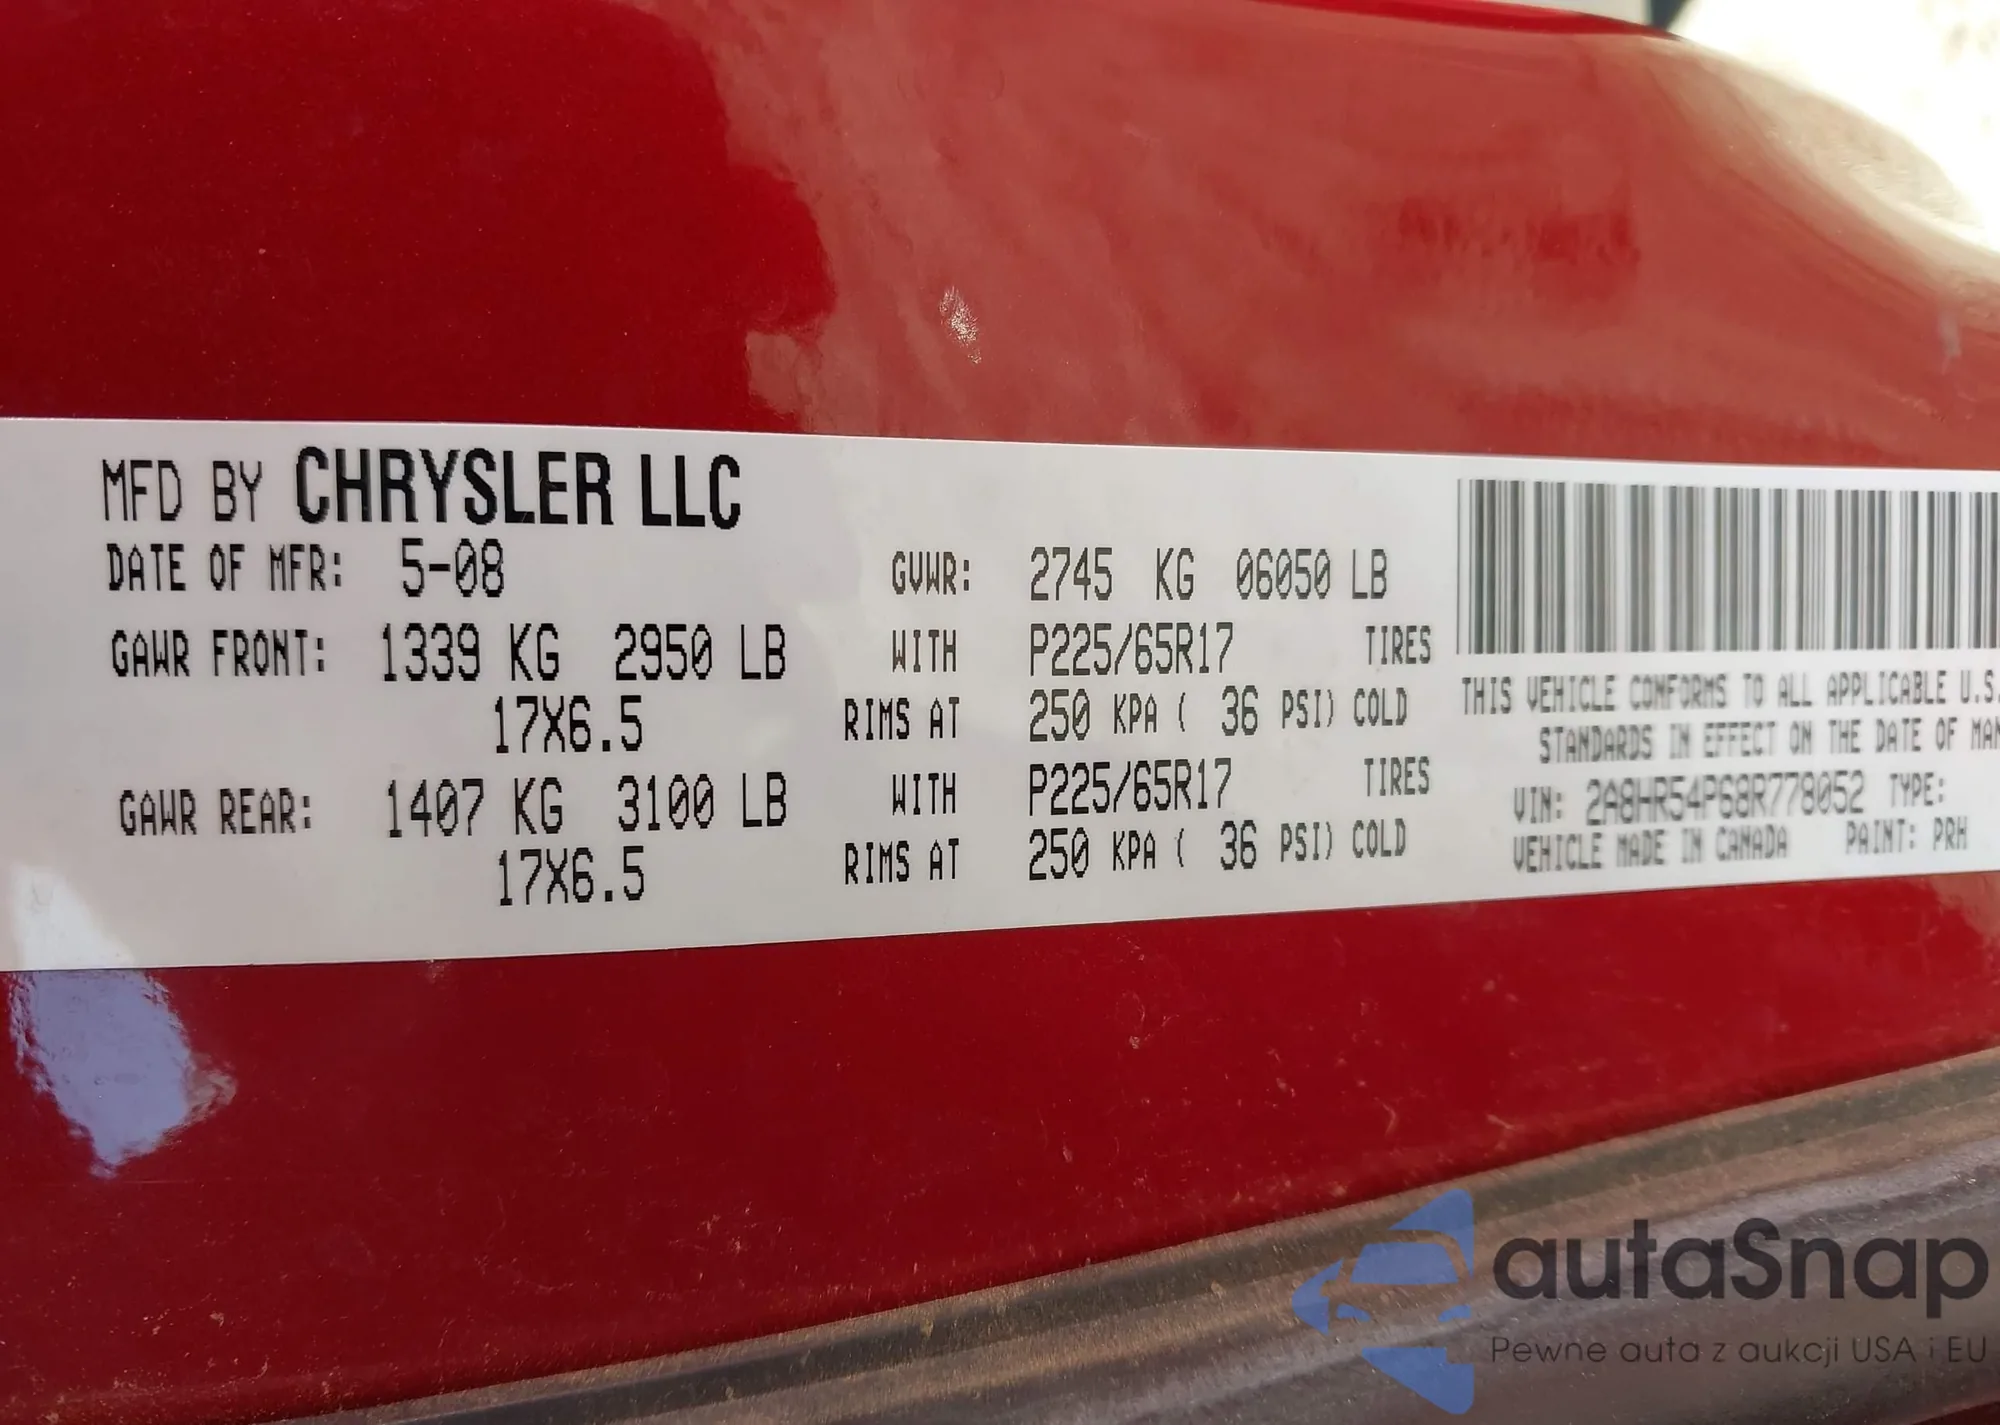 MFD BY CHRYSLER LLC
DATE OF MFR: 5-08 GVWR: 2745 KG 06050 LB
GAWR FRONT: 1339 KG 2950 LB WITH P225/65R17 TIRES
17X6.5 RIMS AT 250 KPA ( 36 PSI) COLD
GAWR REAR: 1407 KG 3100 LB WITH P225/65R17 TIRES
17X6.5 RIMS AT 250 KPA ( 36 PSI) COLD
THIS VEHICLE CONFORMS TO ALL APPLICABLE U.S.
STANDARDS IN EFFECT ON THE DATE OF MAN
VIN: 2A8HR54P68R778052 TYPE:
VEHICLE MADE IN CANADA PAINT: PRH
autaSnap
Pewne auta z aukcji USA i EU